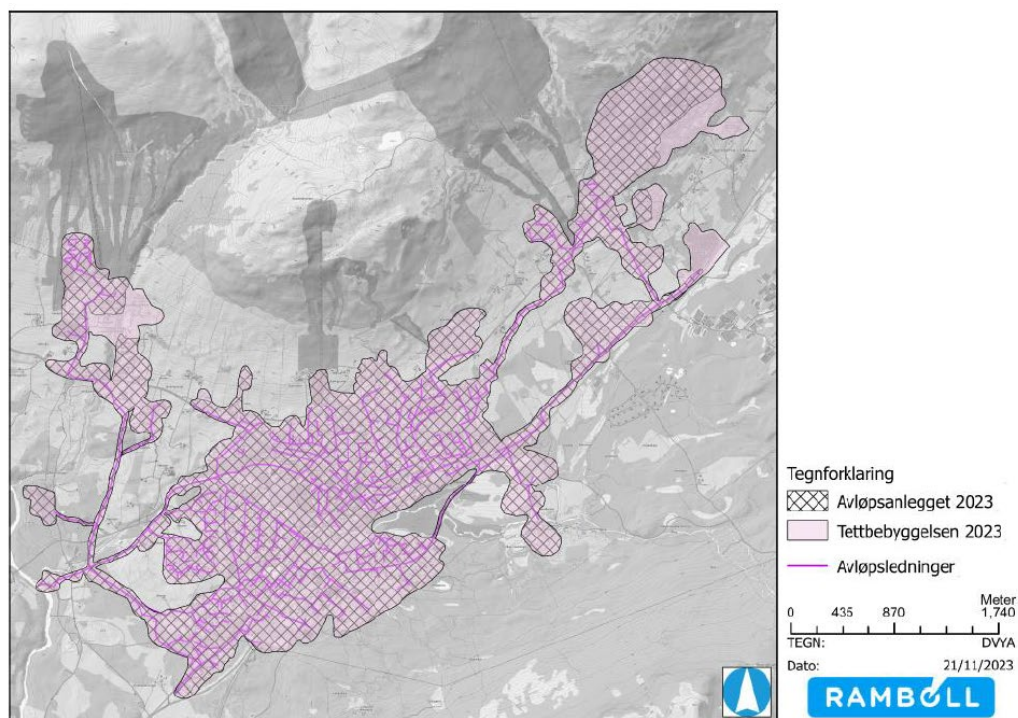 Tegnforklaring
Avløpsanlegget 2023
Tettbebyggelsen 2023
Avløpsledninger
Meter
0 435 870 1,740
TEGN: DVYA
Dato: 21/11/2023
RAMBOLL